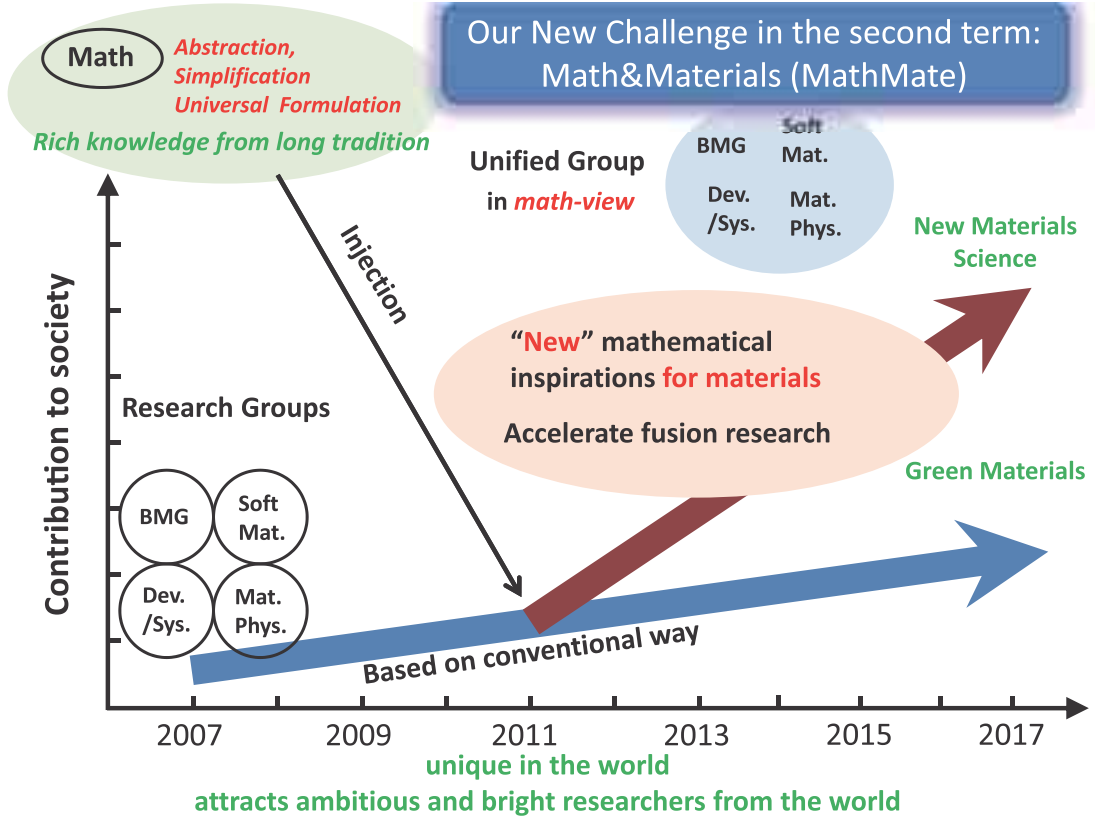 Our New Challenge in the second term:
Math&Materials (MathMate)
Math
Abstraction,
Simplification
Universal Formulation
Rich knowledge from long tradition
Unified Group
in math-view
BMG
Soft
Mat.
Dev.
/Sys.
Mat.
Phys.
New Materials
Science
Injection
"New" mathematical
inspirations for materials
Accelerate fusion research
Contribution to society
Research Groups
BMG
Soft
Mat.
Dev.
/Sys.
Mat.
Phys.
Green Materials
Based on conventional way
2007
2009
2011
2013
2015
2017
unique in the world
attracts ambitious and bright researchers from the world